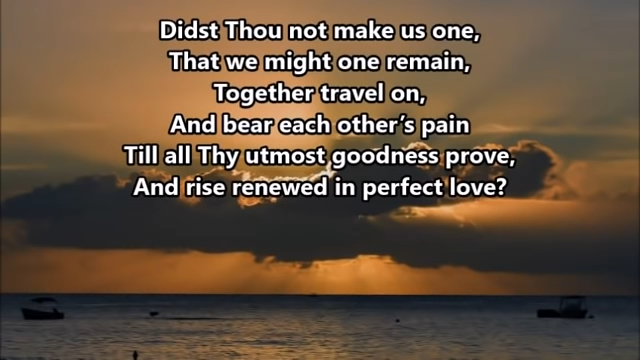 Didst Thou not make us one,
That we might one remain,
Together travel on,
And bear each other’s pain
Till all Thy utmost goodness prove,
And rise renewed in perfect love?